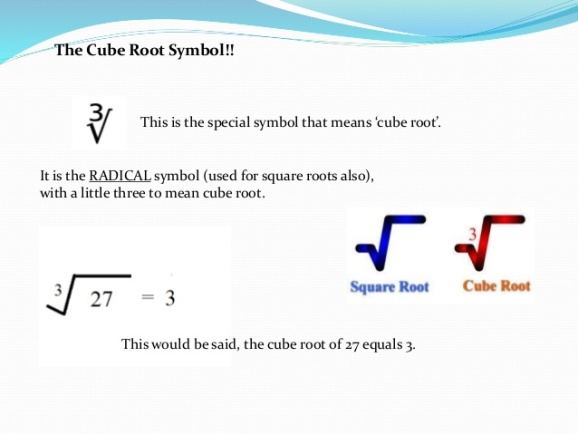 The Cube Root Symbol!!
3√ This is the special symbol that means 'cube root'.
It is the RADICAL symbol (used for square roots also),
with a little three to mean cube root.
3
Square Root Cube Root
3√27 = 3
This would be said, the cube root of 27 equals 3.